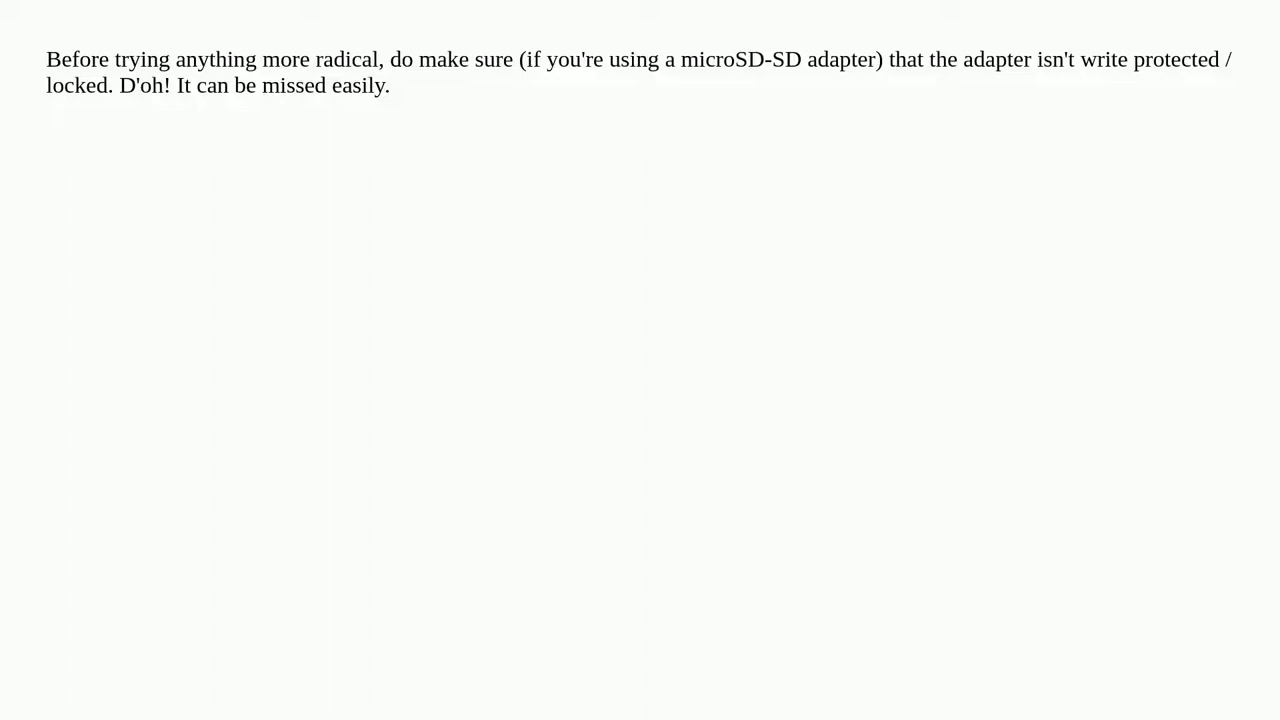 Before trying anything more radical, do make sure (if you're using a microSD-SD adapter) that the adapter isn't write protected /
locked. D'oh! It can be missed easily.